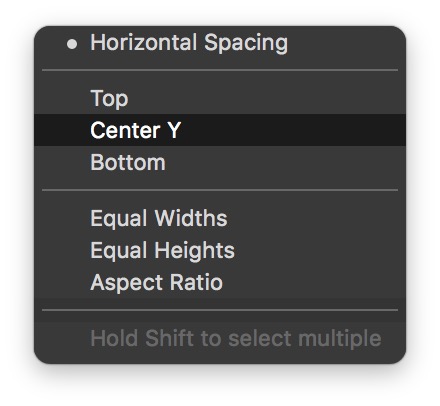 Horizontal Spacing
Top
Center Y
Bottom
Equal Widths
Equal Heights
Aspect Ratio
Hold Shift to select multiple